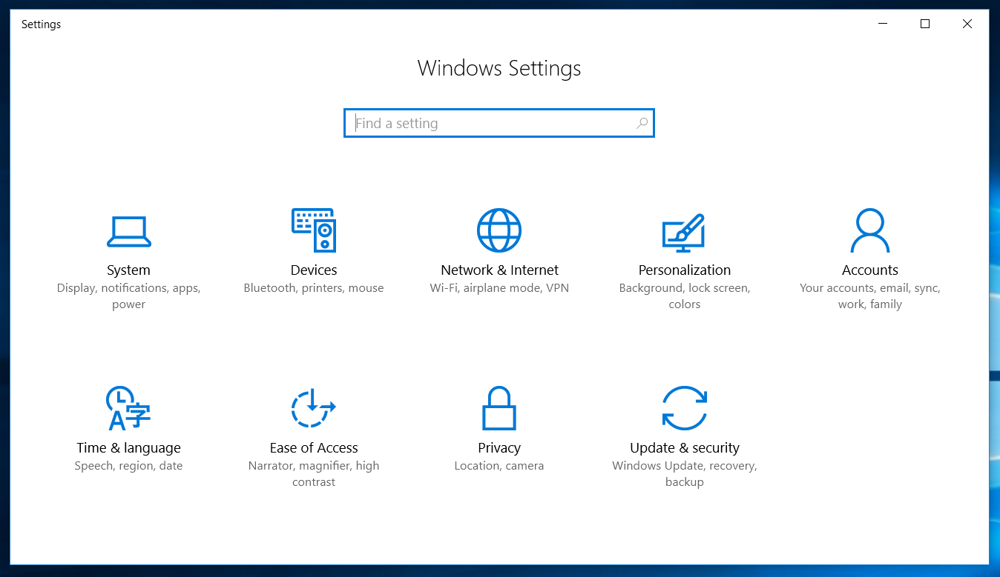 Settings
Windows Settings
Find a setting
System
Display, notifications, apps,
power
Devices
Bluetooth, printers, mouse
Network & Internet
Wi-Fi, airplane mode, VPN
Personalization
Background, lock screen,
colors
Accounts
Your accounts, email, sync,
work, family
A字
Time & language
Speech, region, date
Ease of Access
Narrator, magnifier, high
contrast
Privacy
Location, camera
Update & security
Windows Update, recovery,
backup